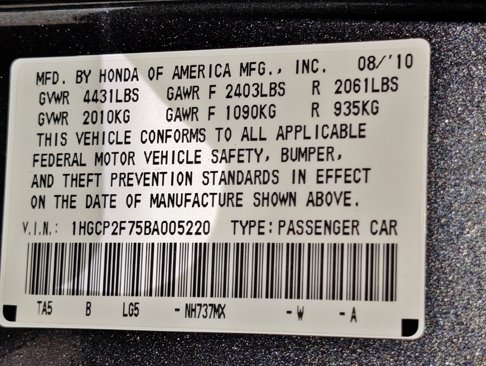 MFD. BY HONDA OF AMERICA MFG., INC. 08/'10
GVWR 4431LBS GAWR F 2403LBS R 2061LBS
GVWR 2010KG GAWR F 1090KG R 935KG
THIS VEHICLE CONFORMS TO ALL APPLICABLE
FEDERAL MOTOR VEHICLE SAFETY, BUMPER,
AND THEFT PREVENTION STANDARDS IN EFFECT
ON THE DATE OF MANUFACTURE SHOWN ABOVE.
V.I.N.: 1HGCP2F75BA005220 TYPE: PASSENGER CAR
TA5 B LG5 - NH737MX - W - A